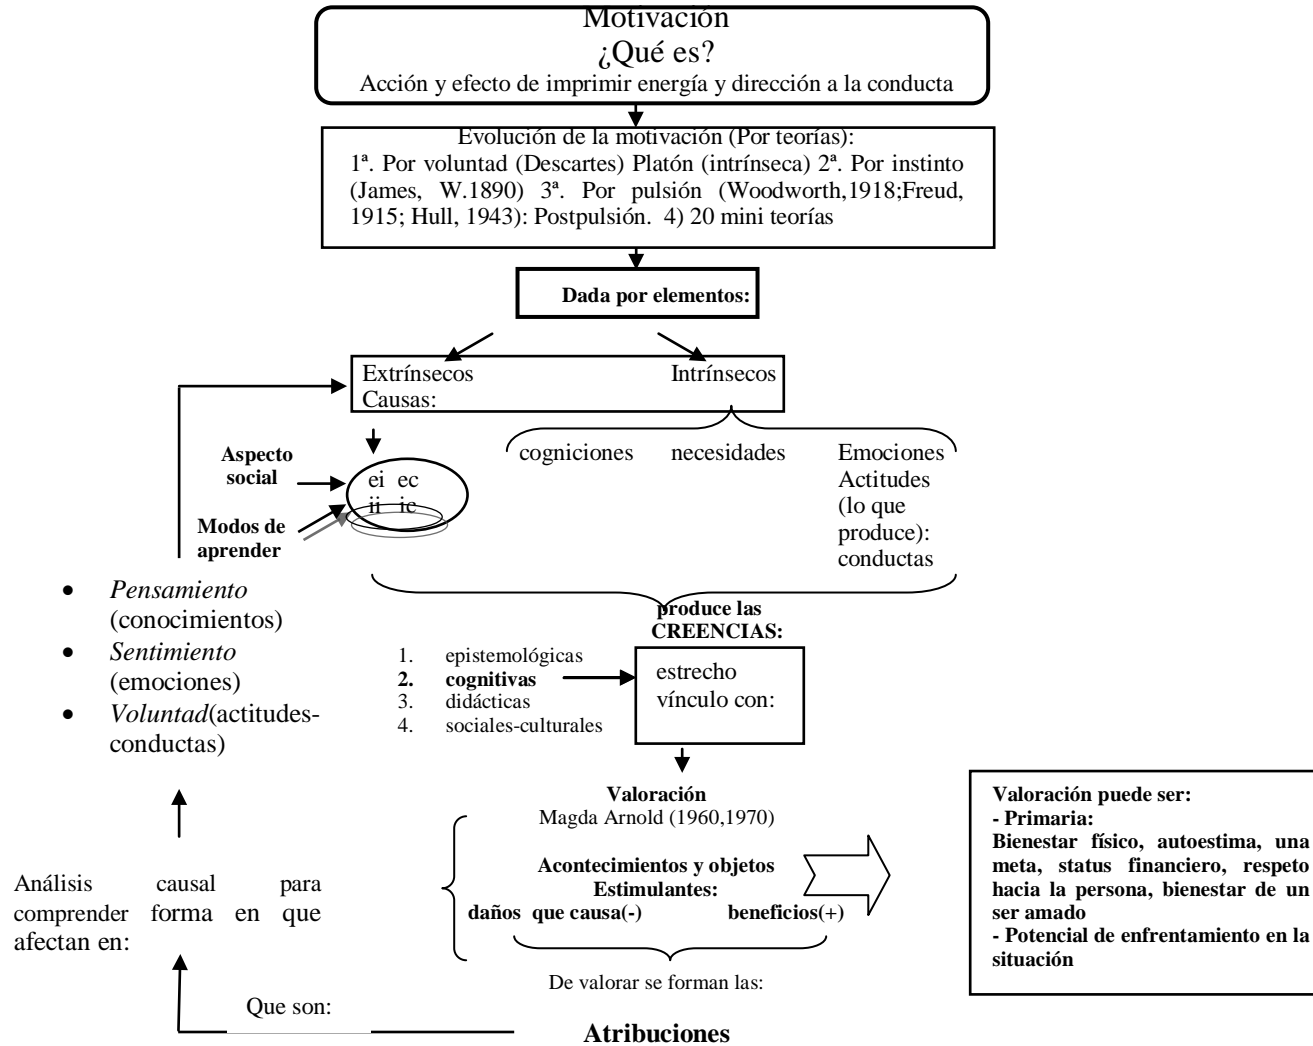 Motivación
¿Qué es?
Acción y efecto de imprimir energía y dirección a la conducta
Evolución de la motivación (Por teorías):
1ª. Por voluntad (Descartes) Platón (intrínseca) 2ª. Por instinto
(James, W.1890) 3ª. Por pulsión (Woodworth,1918;Freud,
1915; Hull, 1943): Postpulsión. 4) 20 mini teorías
Dada por elementos:
Extrínsecos Intrínsecos
Causas:
cogniciones necesidades Emociones
Actitudes
(lo que
produce):
conductas
Aspecto
social
ei ec
ii ic
Modos de
aprender
• Pensamiento
(conocimientos)
• Sentimiento
(emociones)
• Voluntad(actitudes-
conductas)
produce las
CREENCIAS:
1. epistemológicas
2. cognitivas
3. didácticas
4. sociales-culturales
estrecho
vínculo con:
Valoración
Magda Arnold (1960,1970)
Acontecimientos y objetos
Estimulantes:
daños que causa(-) beneficios(+)
Valoración puede ser:
- Primaria:
Bienestar físico, autoestima, una
meta, status financiero, respeto
hacia la persona, bienestar de un
ser amado
- Potencial de enfrentamiento en la
situación
De valorar se forman las:
Atribuciones
Que son:
Análisis causal para
comprender forma en que
afectan en: